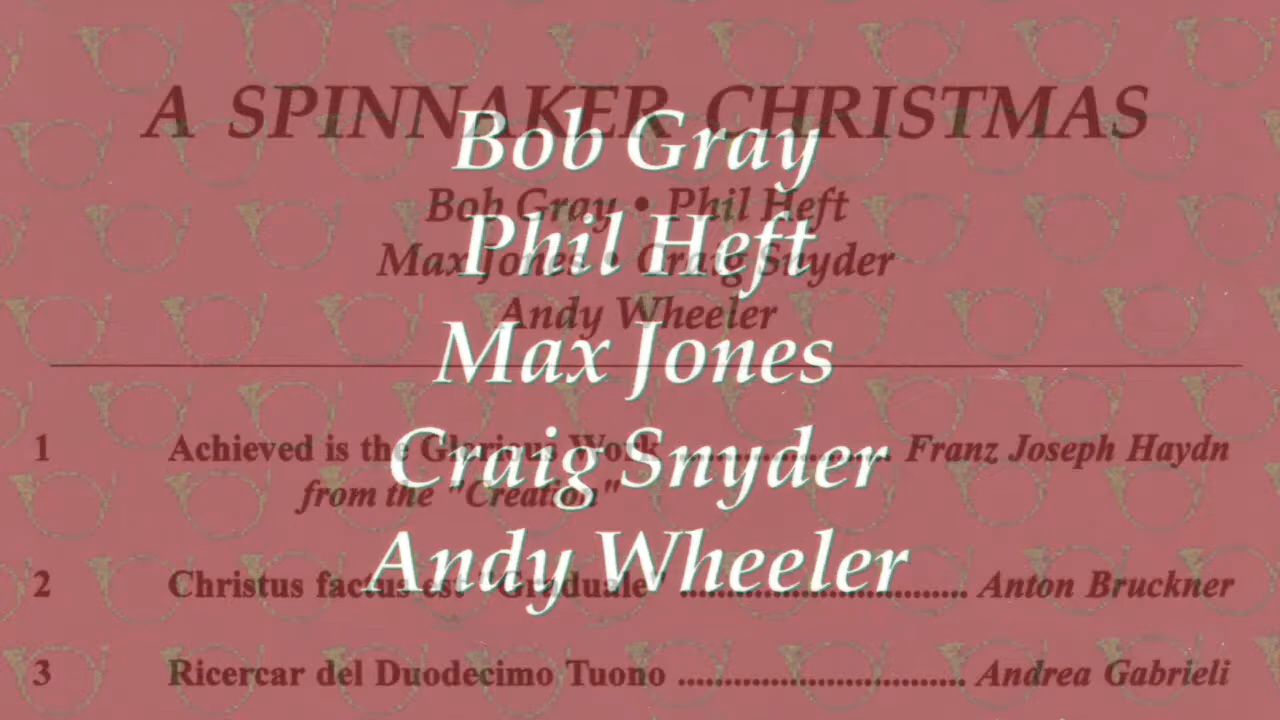 A SPINNAKER CHRISTMAS
Bob Gray • Phil Heft
Max Jones • Craig Snyder
Andy Wheeler
Bob Gray
Phil Heft
Max Jones
Craig Snyder
Andy Wheeler
1 Achieved is the Glorious Work .......................... Franz Joseph Haydn
from the "Creation"
2 Christus factus est "Graduale" ............................... Anton Bruckner
3 Ricercar del Duodecimo Tuono ............................... Andrea Gabrieli